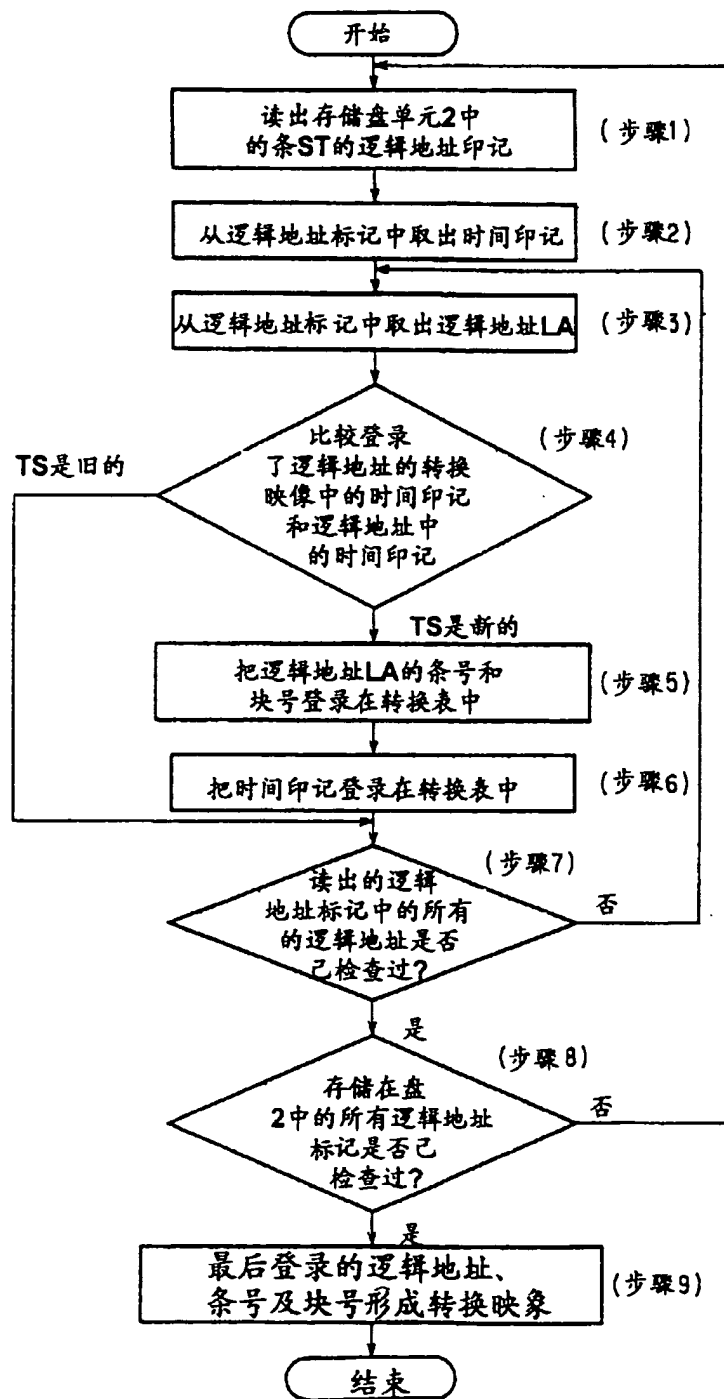 开始
读出存储盘单元2中
的条ST的逻辑地址印记
(步骤1)
从逻辑地址标记中取出时间印记
(步骤2)
从逻辑地址标记中取出逻辑地址LA
(步骤3)
比较登录
了逻辑地址的转换
映像中的时间印记
和逻辑地址中
的时间印记
(步骤4)
TS是旧的
TS是新的
把逻辑地址LA的条号和
块号登录在转换表中
(步骤5)
把时间印记登录在转换表中
(步骤6)
(步骤7)
读出的逻辑
地址标记中的所有
的逻辑地址是否
己检查过?
否
是
(步骤8)
存储在盘
2中的所有逻辑地址
标记是否己
检查过?
否
是
最后登录的逻辑地址、
条号及块号形成转换映象
(步骤9)
结束